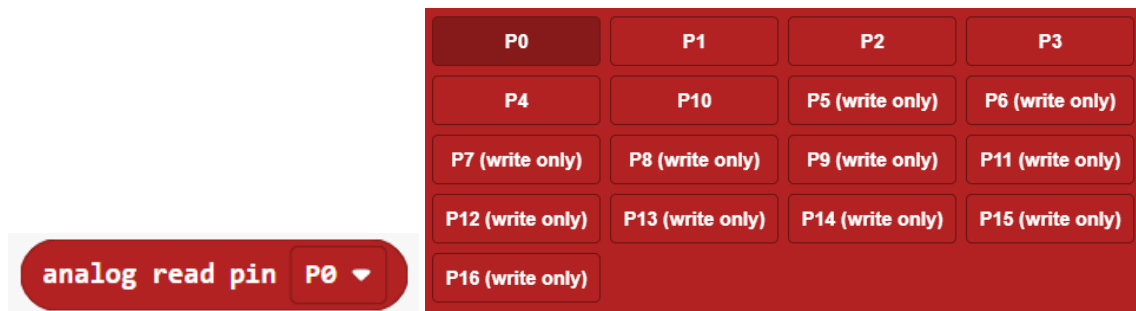 analog read pin P0
P0 P1 P2 P3
P4 P10 P5 (write only) P6 (write only)
P7 (write only) P8 (write only) P9 (write only) P11 (write only)
P12 (write only) P13 (write only) P14 (write only) P15 (write only)
P16 (write only)